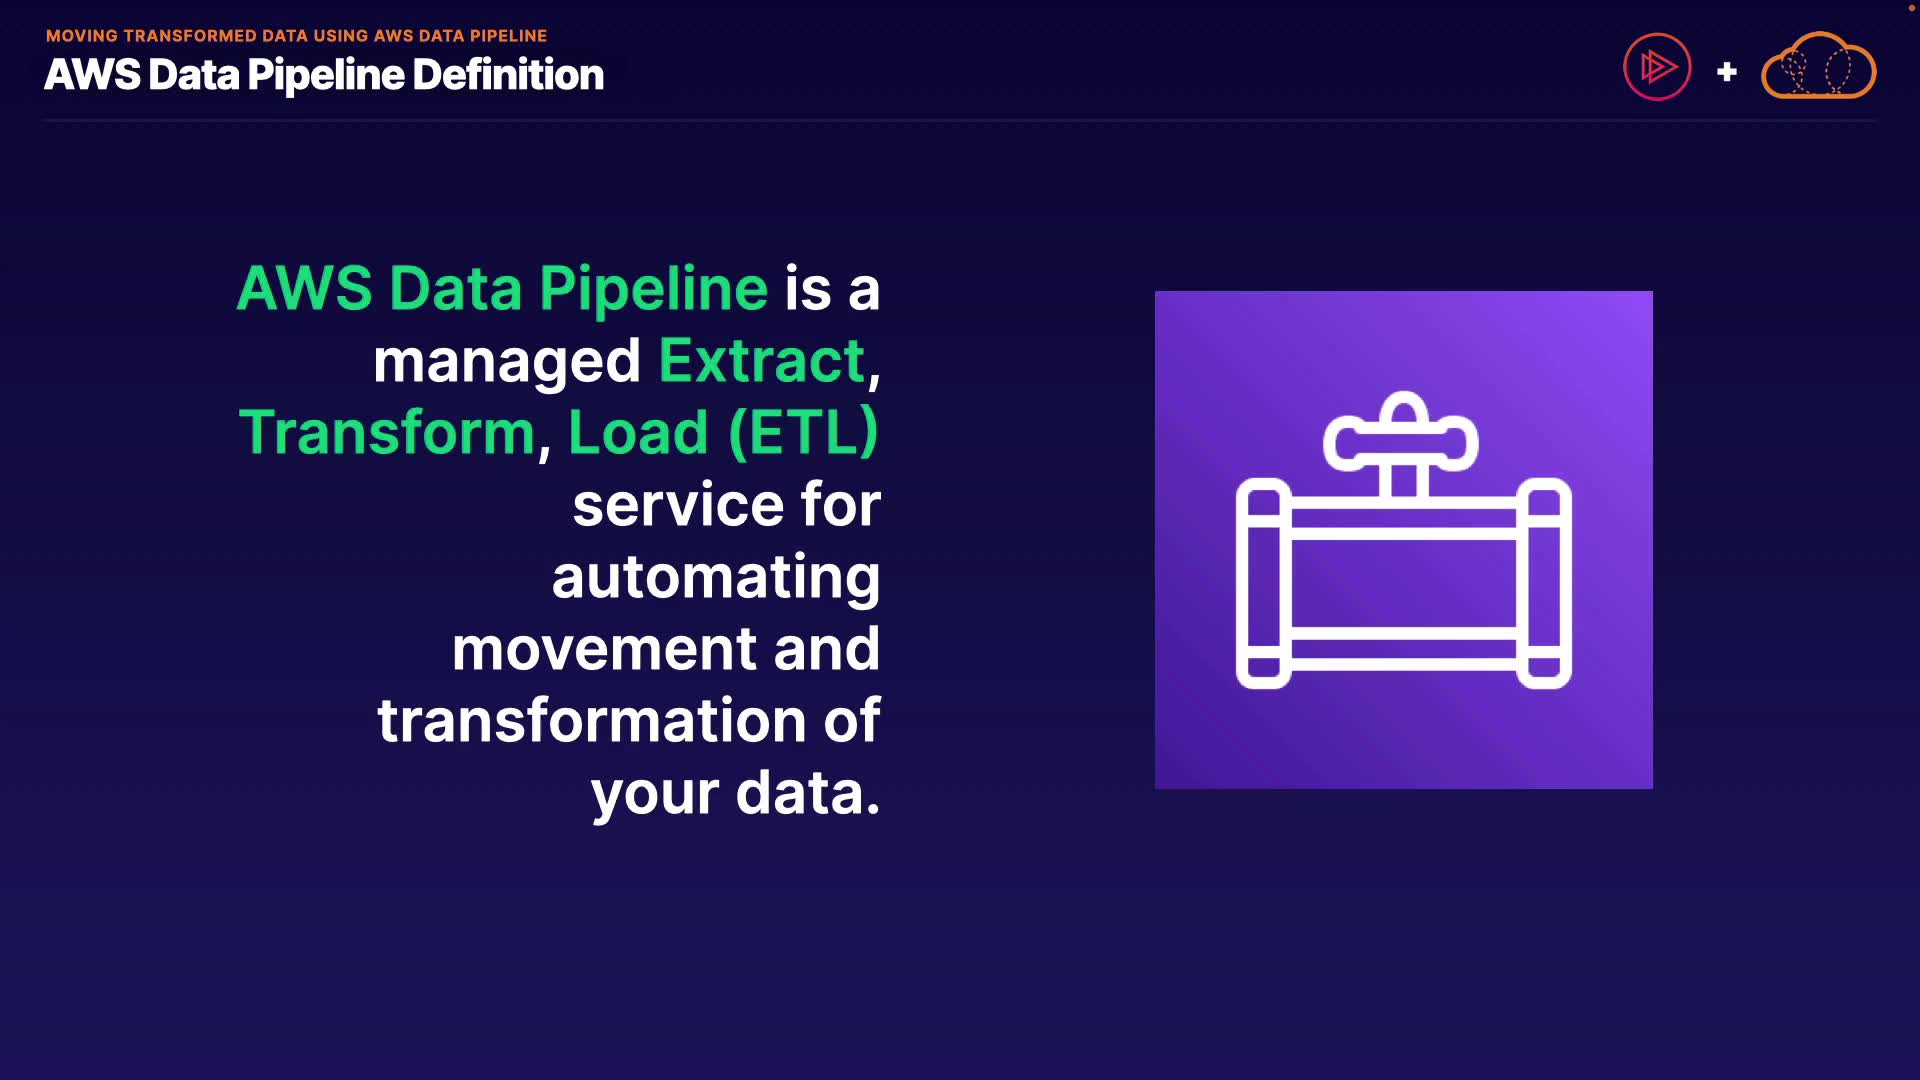 MOVING TRANSFORMED DATA USING AWS DATA PIPELINE
AWS Data Pipeline Definition
AWS Data Pipeline is a
managed Extract,
Transform, Load (ETL)
service for
automating
movement and
transformation of
your data.